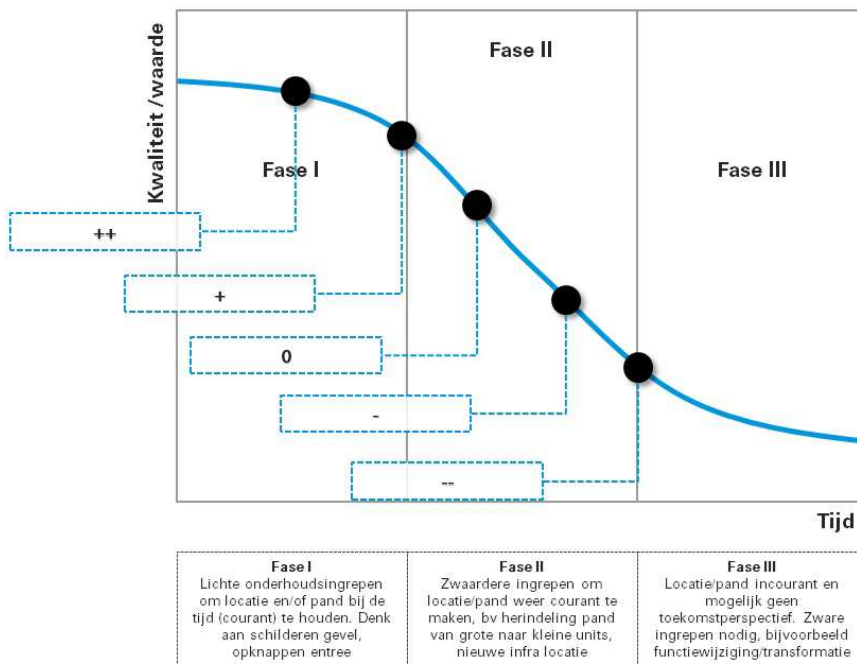 Kwaliteit /waarde
Fase I
Fase II
Fase III
++
+
0
-
--
Tijd
Fase I
Lichte onderhoudsingrepen
om locatie en/of pand bij de
tijd (courant) te houden. Denk
aan schilderen gevel,
opknappen entree
Fase II
Zwaardere ingrepen om
locatie/pand weer courant te
maken, bv herindeling pand
van grote naar kleine units,
nieuwe infra locatie
Fase III
Locatie/pand incourant en
mogelijk geen
toekomstperspectief. Zware
ingrepen nodig, bijvoorbeeld
functiewijziging/transformatie